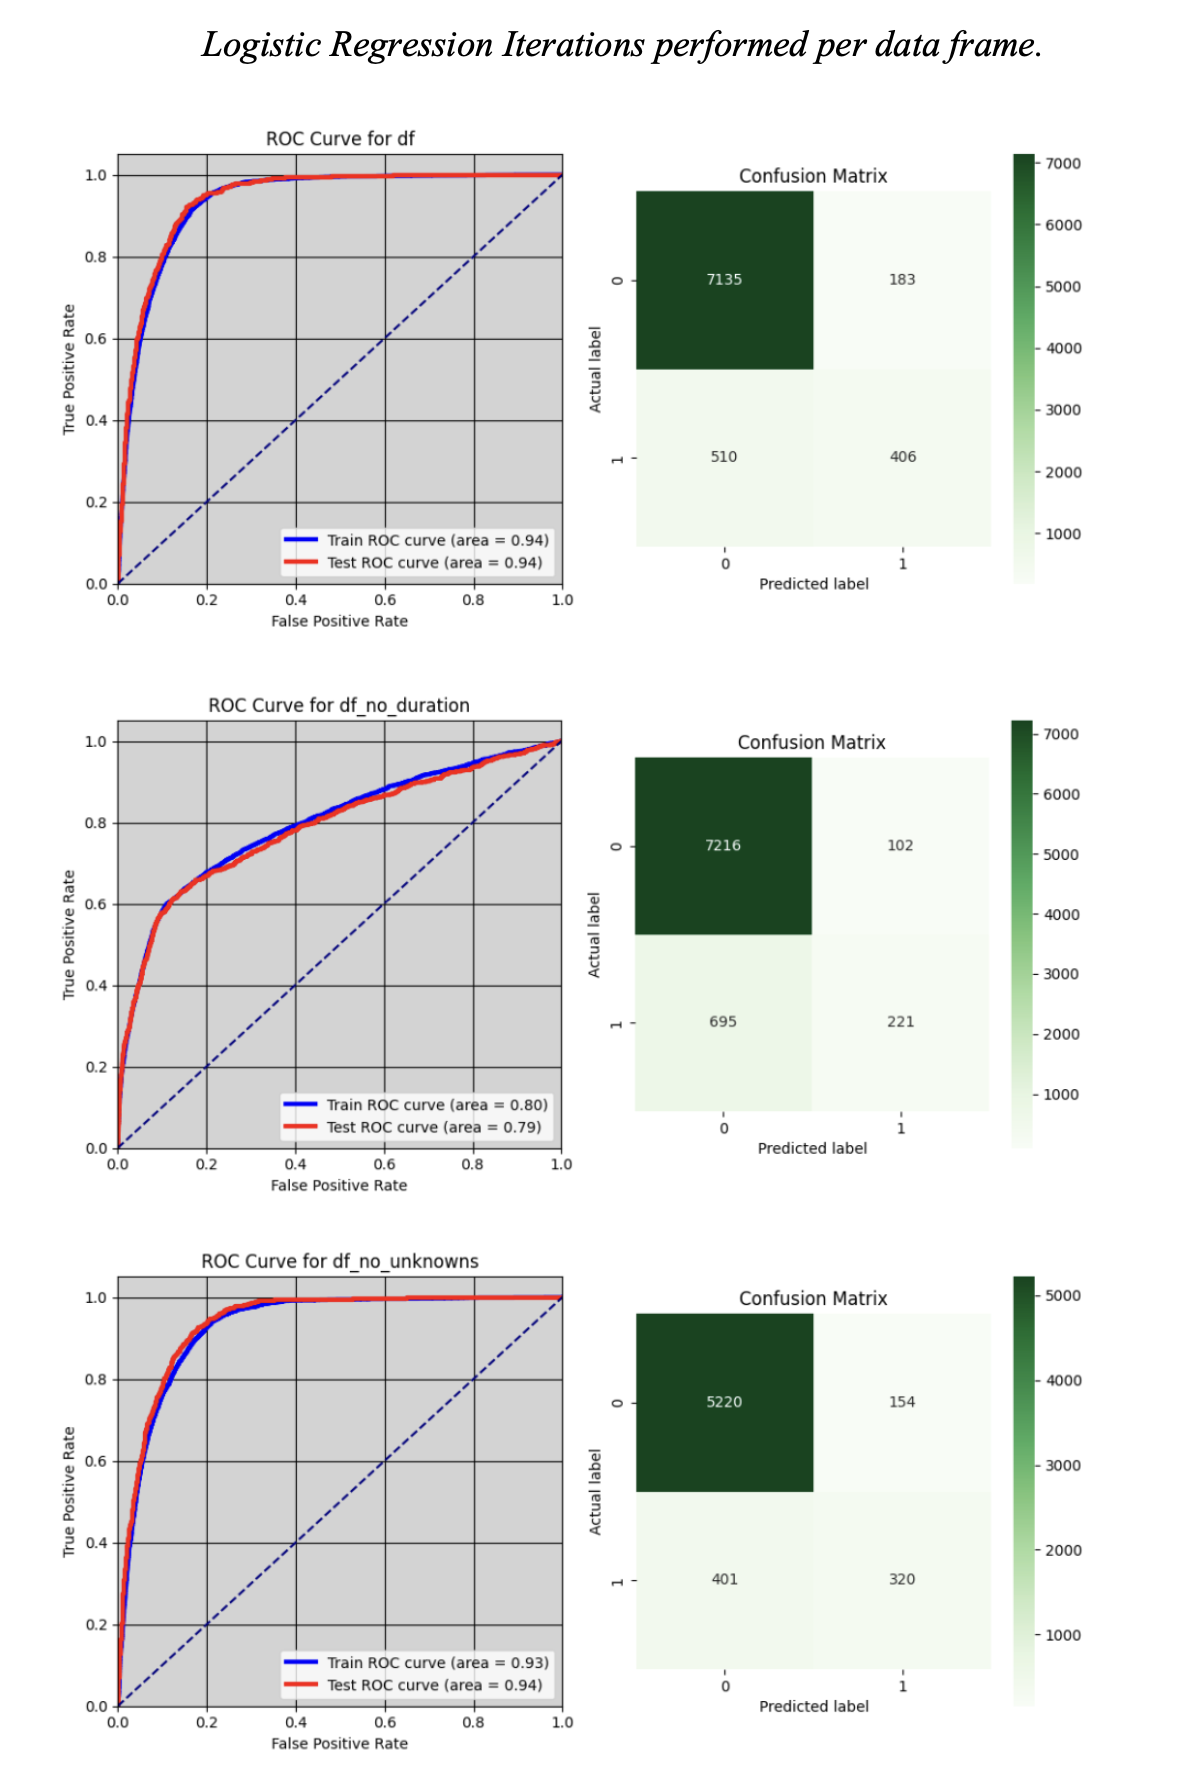 Logistic Regression Iterations performed per data frame.
ROC Curve for df
1.0
0.8
0.6
0.4
0.2
0.0
True Positive Rate
Train ROC curve (area = 0.94)
Test ROC curve (area = 0.94)
0.0 0.2 0.4 0.6 0.8 1.0
False Positive Rate
Confusion Matrix
Actual label
0 7135 183
1 510 406
0 1
Predicted label
7000
6000
5000
4000
3000
2000
1000
ROC Curve for df_no_duration
1.0
0.8
0.6
0.4
0.2
0.0
True Positive Rate
Train ROC curve (area = 0.80)
Test ROC curve (area = 0.79)
0.0 0.2 0.4 0.6 0.8 1.0
False Positive Rate
Confusion Matrix
Actual label
0 7216 102
1 695 221
0 1
Predicted label
7000
6000
5000
4000
3000
2000
1000
ROC Curve for df_no_unknowns
1.0
0.8
0.6
0.4
0.2
0.0
True Positive Rate
Train ROC curve (area = 0.93)
Test ROC curve (area = 0.94)
0.0 0.2 0.4 0.6 0.8 1.0
False Positive Rate
Confusion Matrix
Actual label
0 5220 154
1 401 320
0 1
Predicted label
5000
4000
3000
2000
1000